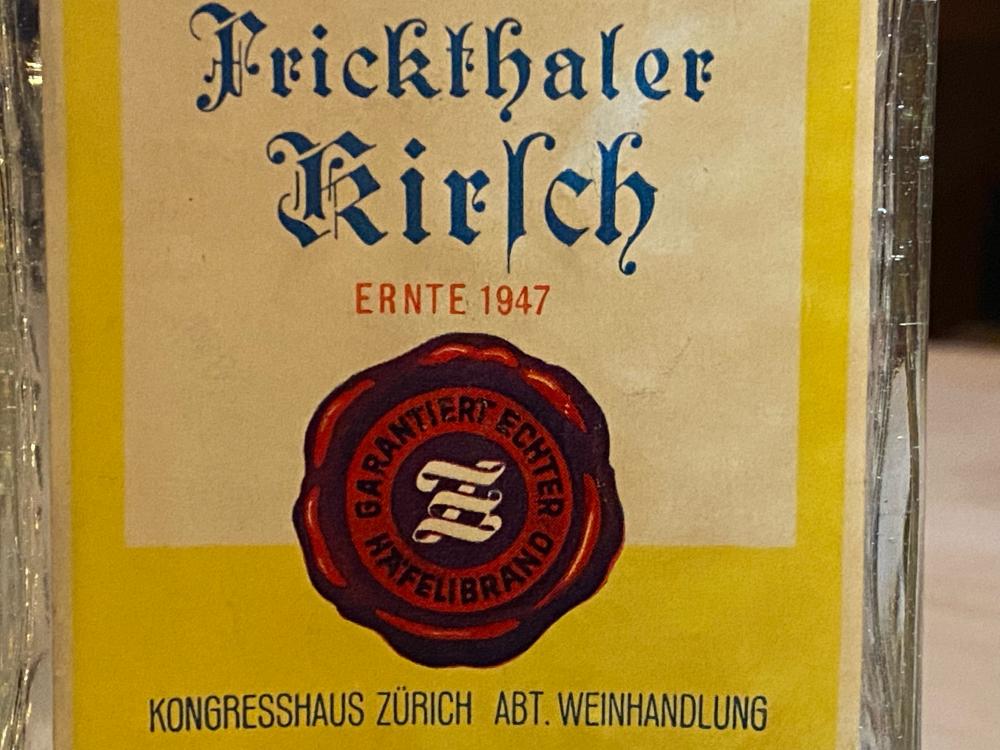 Frickthaler
Kirſch
ERNTE 1947
GARANTIERT ECHTER
HÄFELIBRAND
KONGRESSHAUS ZÜRICH ABT. WEINHANDLUNG